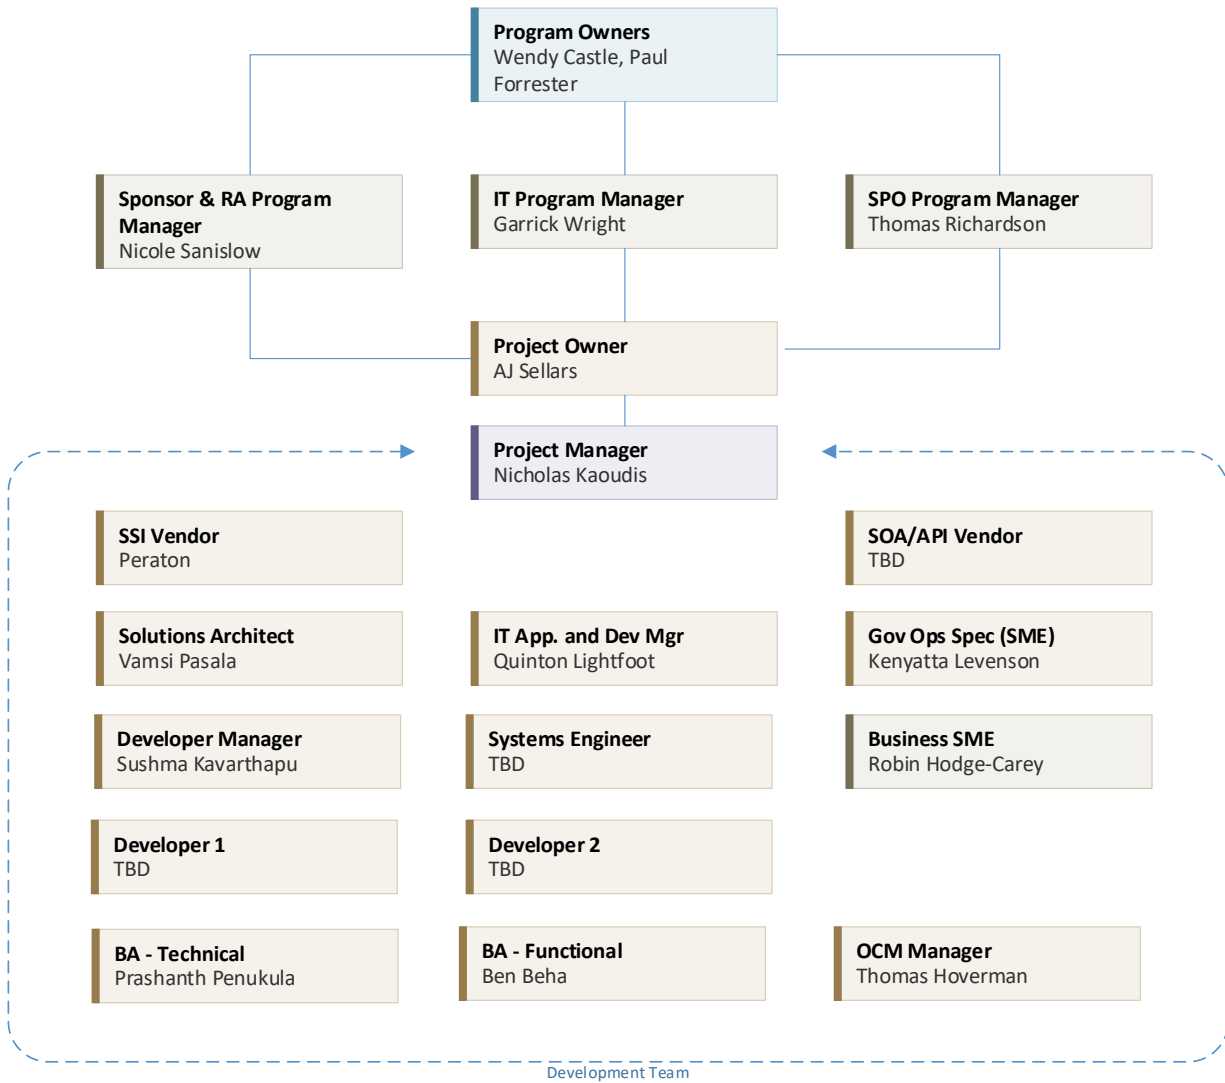 Program Owners
Wendy Castle, Paul
Forrester
Sponsor & RA Program
Manager
Nicole Sanislow
IT Program Manager
Garrick Wright
SPO Program Manager
Thomas Richardson
Project Owner
AJ Sellars
Project Manager
Nicholas Kaoudis
SSI Vendor
Peraton
SOA/API Vendor
TBD
Solutions Architect
Vamsi Pasala
IT App. and Dev Mgr
Quinton Lightfoot
Gov Ops Spec (SME)
Kenyatta Levenson
Developer Manager
Sushma Kavarthapu
Systems Engineer
TBD
Business SME
Robin Hodge-Carey
Developer 1
TBD
Developer 2
TBD
BA - Technical
Prashanth Penukula
BA - Functional
Ben Beha
OCM Manager
Thomas Hoverman
Development Team